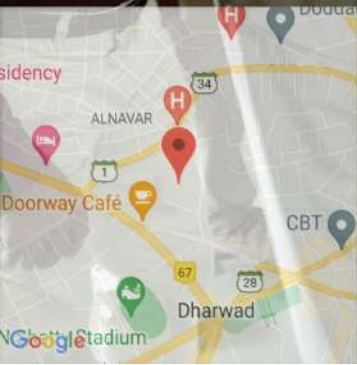 H
34
sidency
H
ALNAVAR
1
Doorway Café
CBT
67
28
Dharwad
Stadium
Google